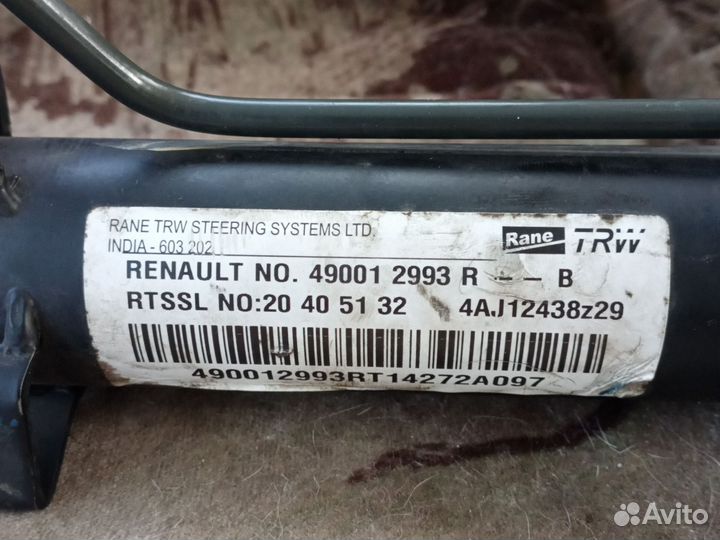 RANE TRW STEERING SYSTEMS LTD.
INDIA - 603 202
Rane TRW
RENAULT NO. 49001 2993 R - - B
RTSSL NO:20 40 51 32 4AJ12438z29
490012993RT14272A097
Avito